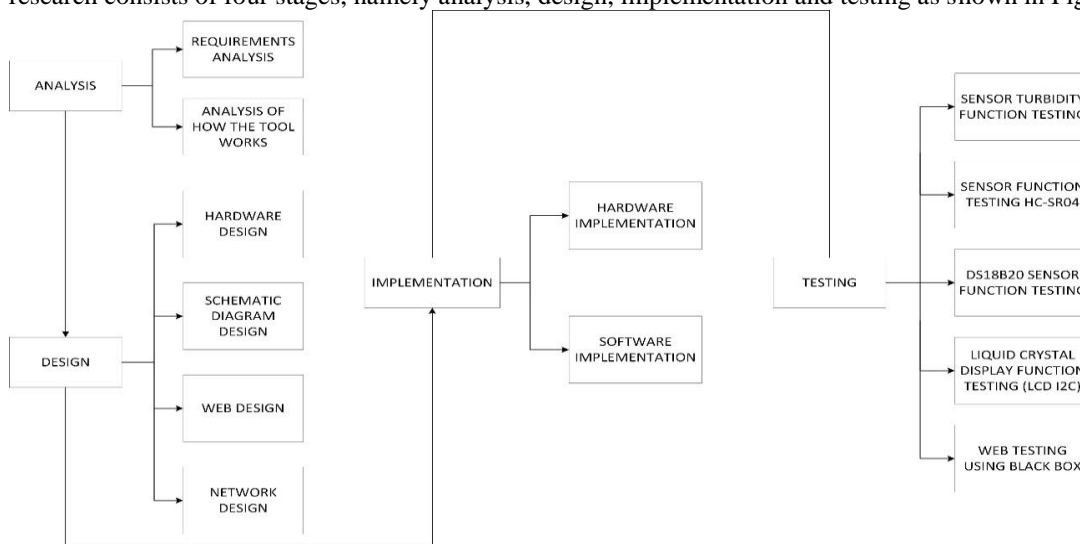 research consists of four stages, namely analysis, design, implementation and testing as shown in Fig
ANALYSIS
REQUIREMENTS
ANALYSIS
ANALYSIS OF
HOW THE TOOL
WORKS
DESIGN
HARDWARE
DESIGN
SCHEMATIC
DIAGRAM
DESIGN
WEB DESIGN
NETWORK
DESIGN
IMPLEMENTATION
HARDWARE
IMPLEMENTATION
SOFTWARE
IMPLEMENTATION
TESTING
SENSOR TURBIDITY
FUNCTION TESTING
SENSOR FUNCTION
TESTING HC-SR04
DS18B20 SENSOR
FUNCTION TESTING
LIQUID CRYSTAL
DISPLAY FUNCTION
TESTING (LCD I2C)
WEB TESTING
USING BLACK BOX